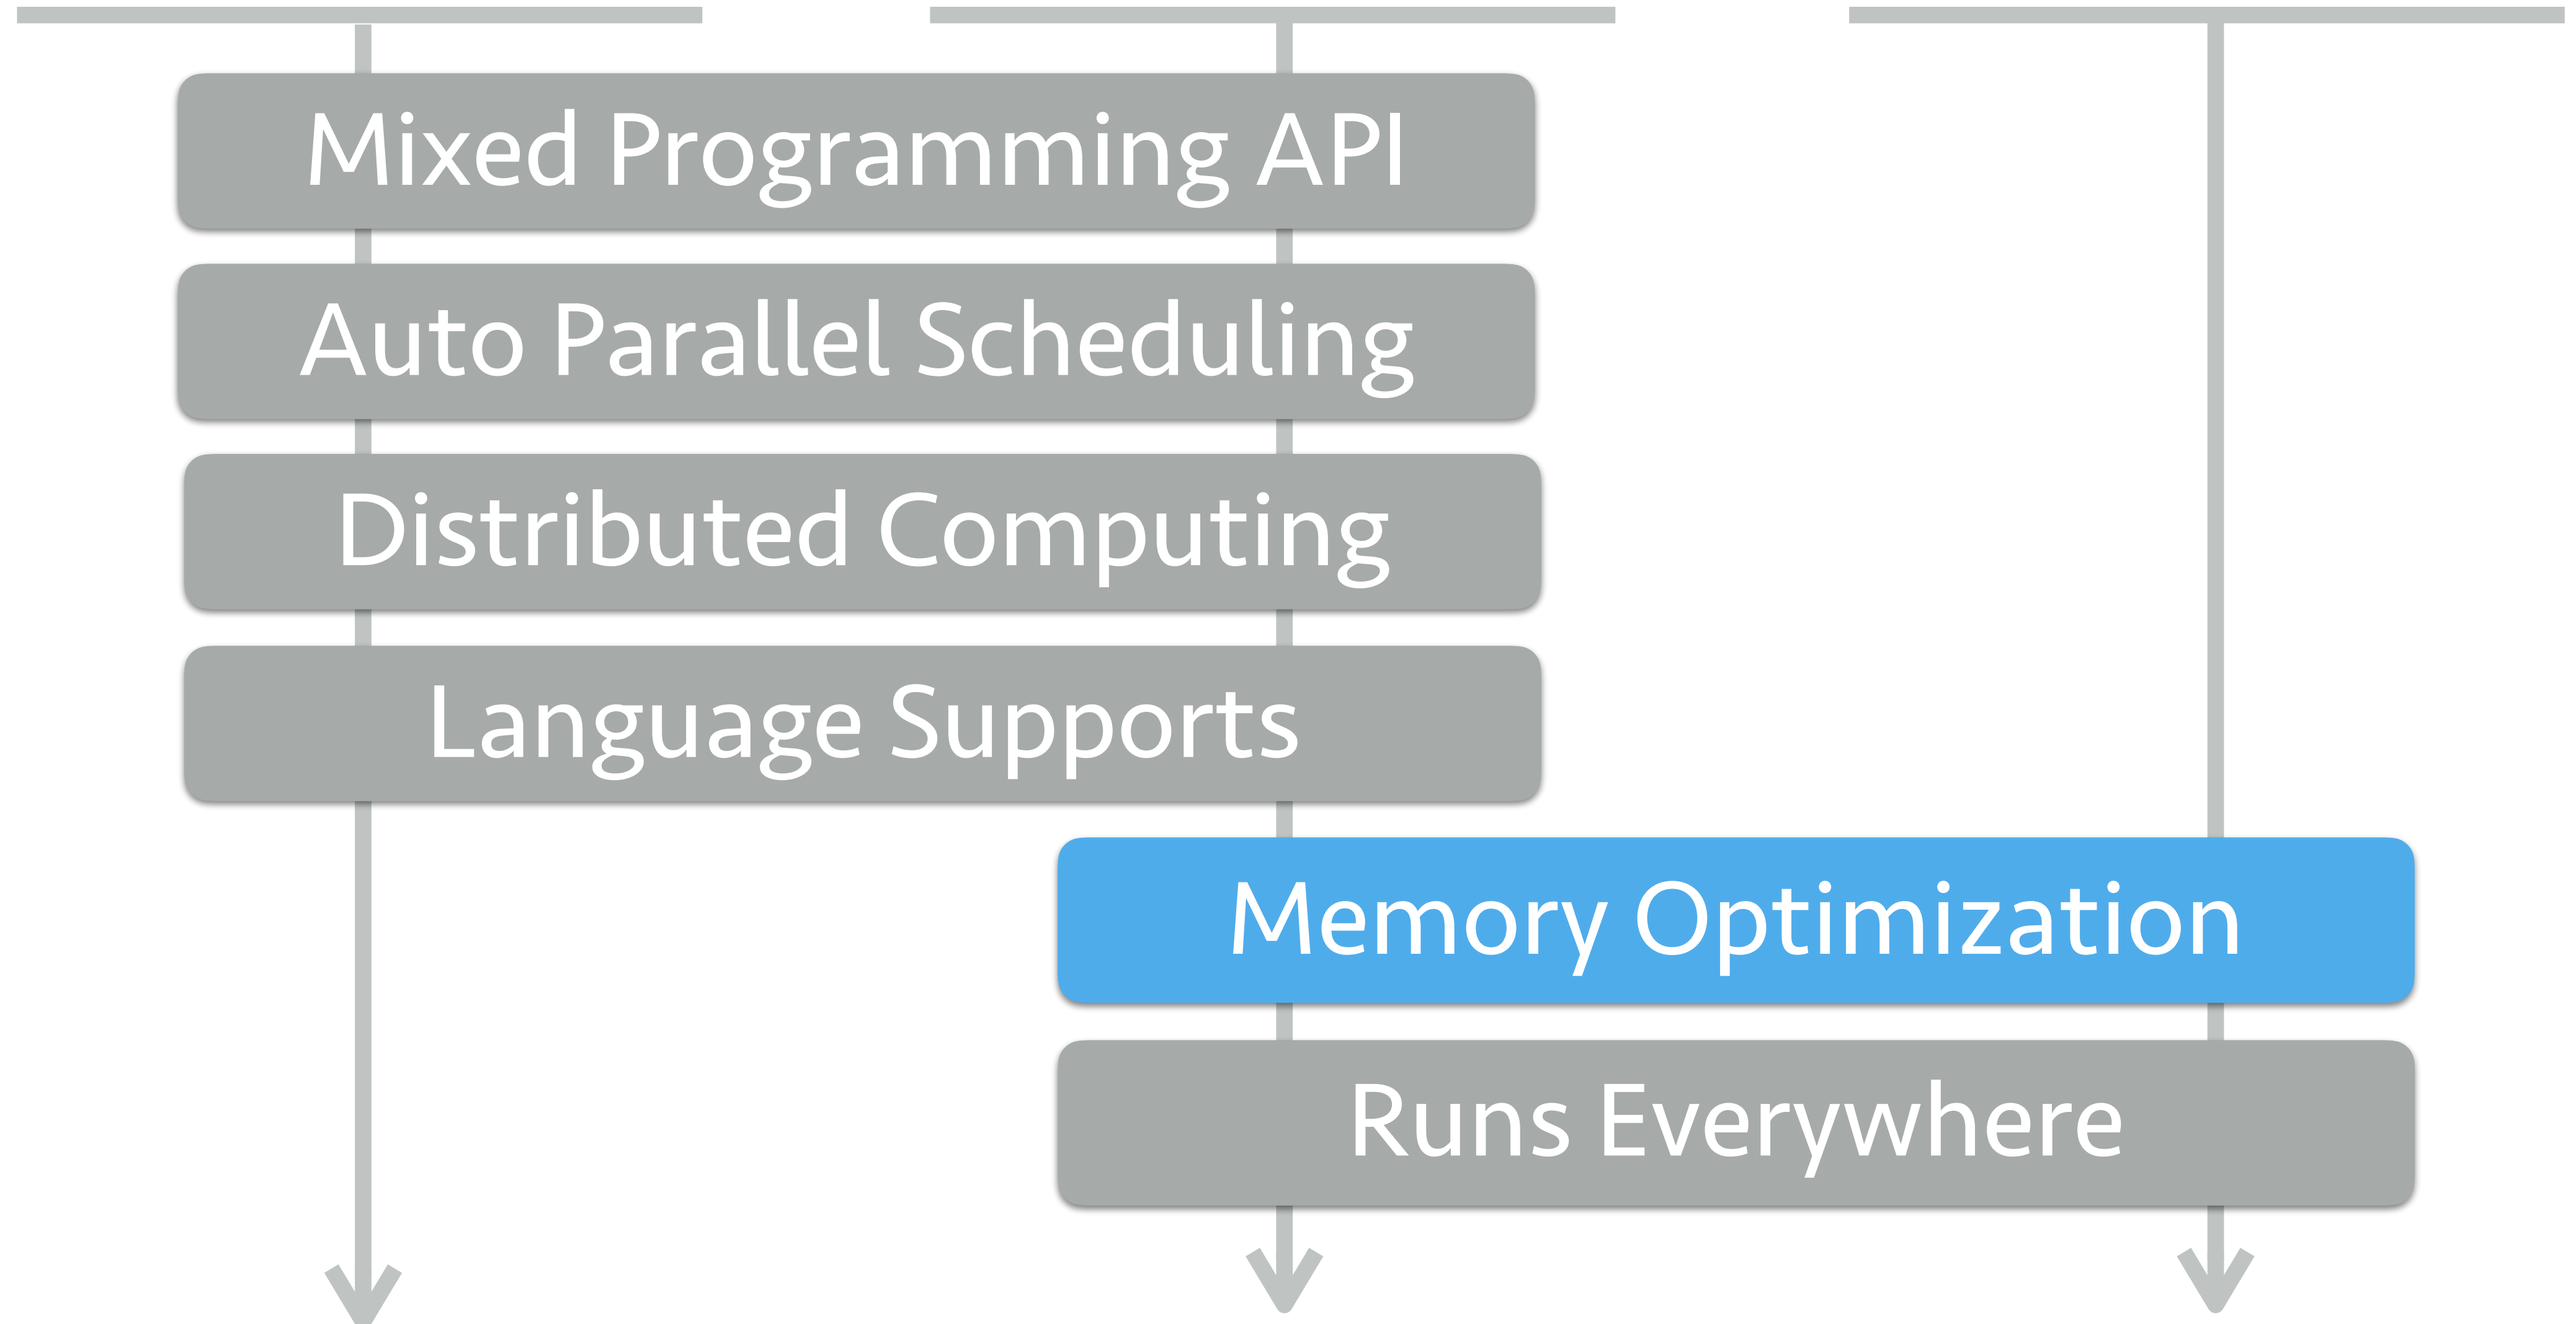 Mixed Programming API
Auto Parallel Scheduling
Distributed Computing
Language Supports
Memory Optimization
Runs Everywhere